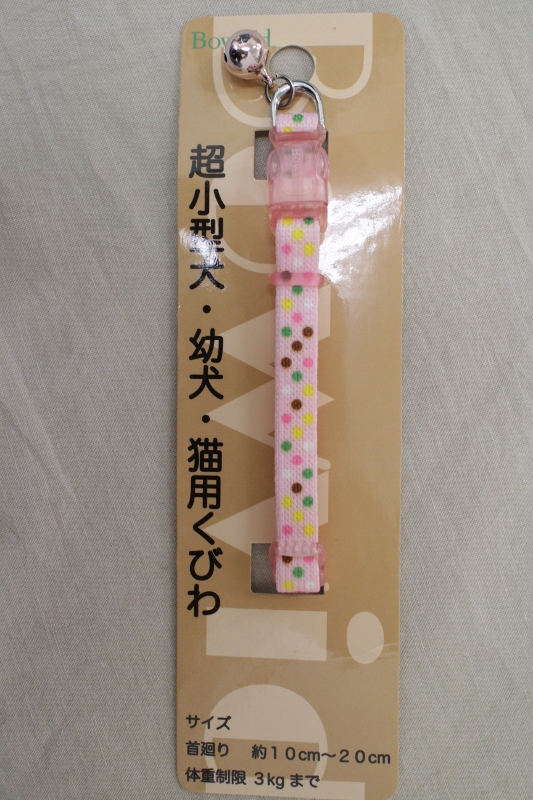 超小型犬・幼犬・猫用くびわ
サイズ
首廻り 約10cm〜20cm
体重制限 3kgまで